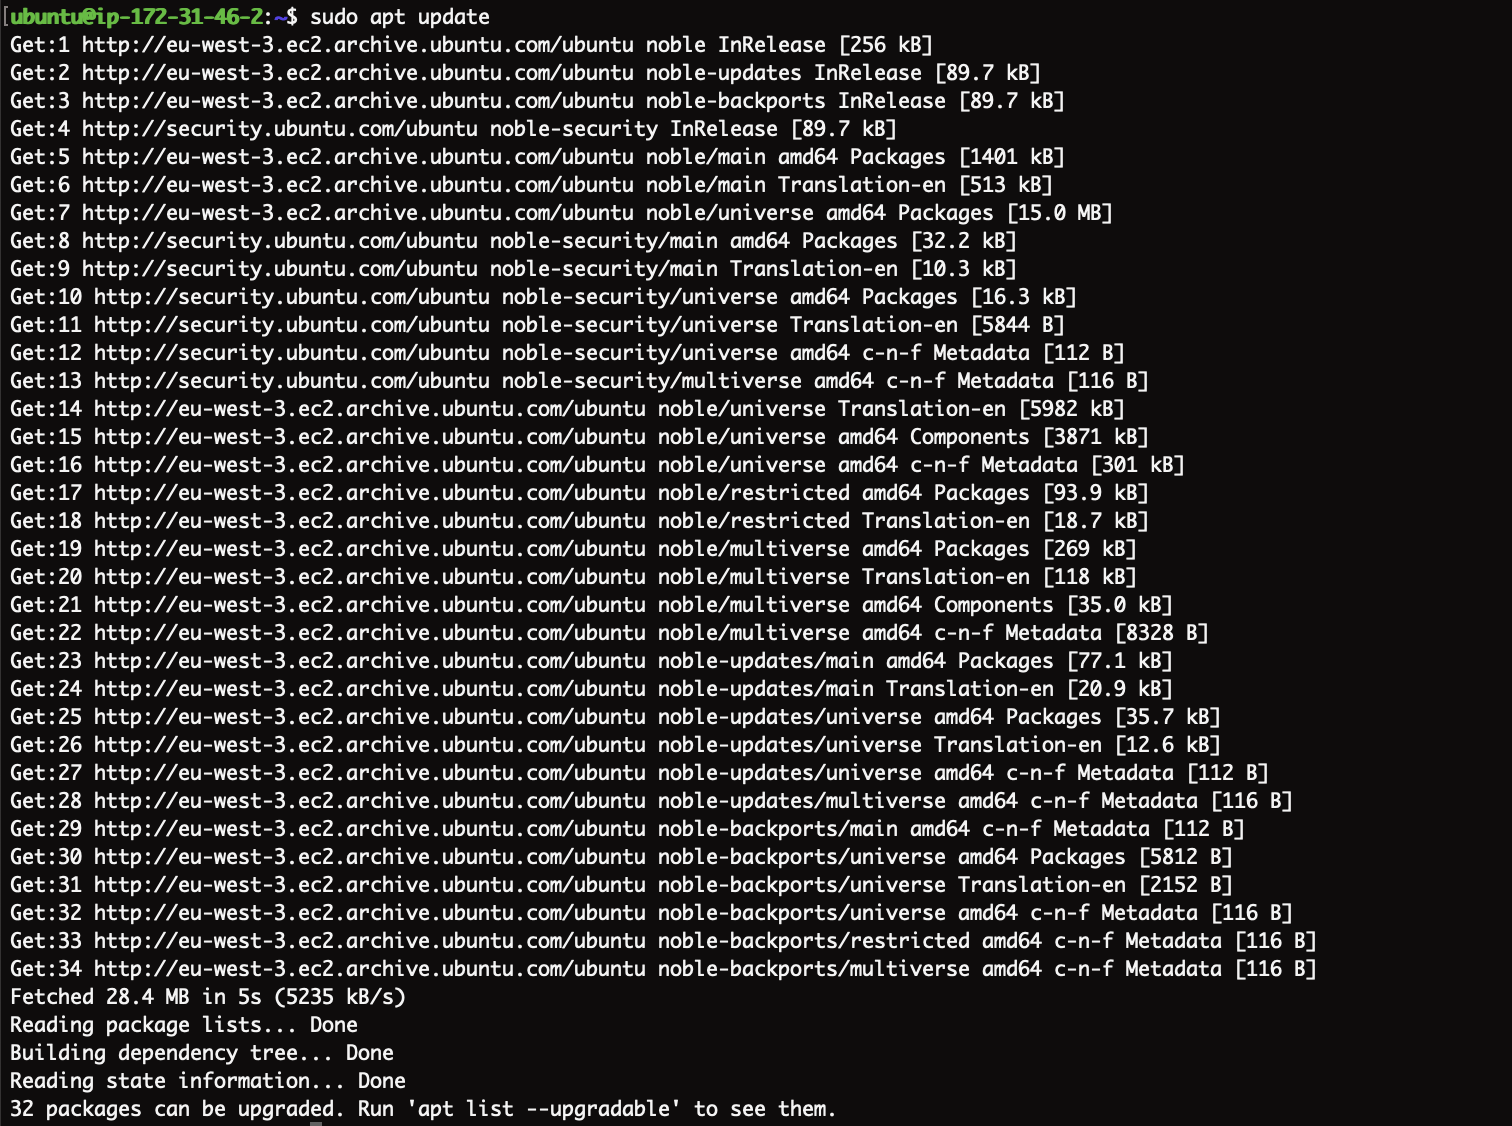 [ubuntu@ip-172-31-46-2:~$ sudo apt update
Get:1 http://eu-west-3.ec2.archive.ubuntu.com/ubuntu noble InRelease [256 kB]
Get:2 http://eu-west-3.ec2.archive.ubuntu.com/ubuntu noble-updates InRelease [89.7 kB]
Get:3 http://eu-west-3.ec2.archive.ubuntu.com/ubuntu noble-backports InRelease [89.7 kB]
Get:4 http://security.ubuntu.com/ubuntu noble-security InRelease [89.7 kB]
Get:5 http://eu-west-3.ec2.archive.ubuntu.com/ubuntu noble/main amd64 Packages [1401 kB]
Get:6 http://eu-west-3.ec2.archive.ubuntu.com/ubuntu noble/main Translation-en [513 kB]
Get:7 http://eu-west-3.ec2.archive.ubuntu.com/ubuntu noble/universe amd64 Packages [15.0 MB]
Get:8 http://security.ubuntu.com/ubuntu noble-security/main amd64 Packages [32.2 kB]
Get:9 http://security.ubuntu.com/ubuntu noble-security/main Translation-en [10.3 kB]
Get:10 http://security.ubuntu.com/ubuntu noble-security/universe amd64 Packages [16.3 kB]
Get:11 http://security.ubuntu.com/ubuntu noble-security/universe Translation-en [5844 B]
Get:12 http://security.ubuntu.com/ubuntu noble-security/universe amd64 c-n-f Metadata [112 B]
Get:13 http://security.ubuntu.com/ubuntu noble-security/multiverse amd64 c-n-f Metadata [116 B]
Get:14 http://eu-west-3.ec2.archive.ubuntu.com/ubuntu noble/universe Translation-en [5982 kB]
Get:15 http://eu-west-3.ec2.archive.ubuntu.com/ubuntu noble/universe amd64 Components [3871 kB]
Get:16 http://eu-west-3.ec2.archive.ubuntu.com/ubuntu noble/universe amd64 c-n-f Metadata [301 kB]
Get:17 http://eu-west-3.ec2.archive.ubuntu.com/ubuntu noble/restricted amd64 Packages [93.9 kB]
Get:18 http://eu-west-3.ec2.archive.ubuntu.com/ubuntu noble/restricted Translation-en [18.7 kB]
Get:19 http://eu-west-3.ec2.archive.ubuntu.com/ubuntu noble/multiverse amd64 Packages [269 kB]
Get:20 http://eu-west-3.ec2.archive.ubuntu.com/ubuntu noble/multiverse Translation-en [118 kB]
Get:21 http://eu-west-3.ec2.archive.ubuntu.com/ubuntu noble/multiverse amd64 Components [35.0 kB]
Get:22 http://eu-west-3.ec2.archive.ubuntu.com/ubuntu noble/multiverse amd64 c-n-f Metadata [8328 B]
Get:23 http://eu-west-3.ec2.archive.ubuntu.com/ubuntu noble-updates/main amd64 Packages [77.1 kB]
Get:24 http://eu-west-3.ec2.archive.ubuntu.com/ubuntu noble-updates/main Translation-en [20.9 kB]
Get:25 http://eu-west-3.ec2.archive.ubuntu.com/ubuntu noble-updates/universe amd64 Packages [35.7 kB]
Get:26 http://eu-west-3.ec2.archive.ubuntu.com/ubuntu noble-updates/universe Translation-en [12.6 kB]
Get:27 http://eu-west-3.ec2.archive.ubuntu.com/ubuntu noble-updates/universe amd64 c-n-f Metadata [112 B]
Get:28 http://eu-west-3.ec2.archive.ubuntu.com/ubuntu noble-updates/multiverse amd64 c-n-f Metadata [116 B]
Get:29 http://eu-west-3.ec2.archive.ubuntu.com/ubuntu noble-backports/main amd64 c-n-f Metadata [112 B]
Get:30 http://eu-west-3.ec2.archive.ubuntu.com/ubuntu noble-backports/universe amd64 Packages [5812 B]
Get:31 http://eu-west-3.ec2.archive.ubuntu.com/ubuntu noble-backports/universe Translation-en [2152 B]
Get:32 http://eu-west-3.ec2.archive.ubuntu.com/ubuntu noble-backports/universe amd64 c-n-f Metadata [116 B]
Get:33 http://eu-west-3.ec2.archive.ubuntu.com/ubuntu noble-backports/restricted amd64 c-n-f Metadata [116 B]
Get:34 http://eu-west-3.ec2.archive.ubuntu.com/ubuntu noble-backports/multiverse amd64 c-n-f Metadata [116 B]
Fetched 28.4 MB in 5s (5235 kB/s)
Reading package lists... Done
Building dependency tree... Done
Reading state information... Done
32 packages can be upgraded. Run 'apt list --upgradable' to see them.